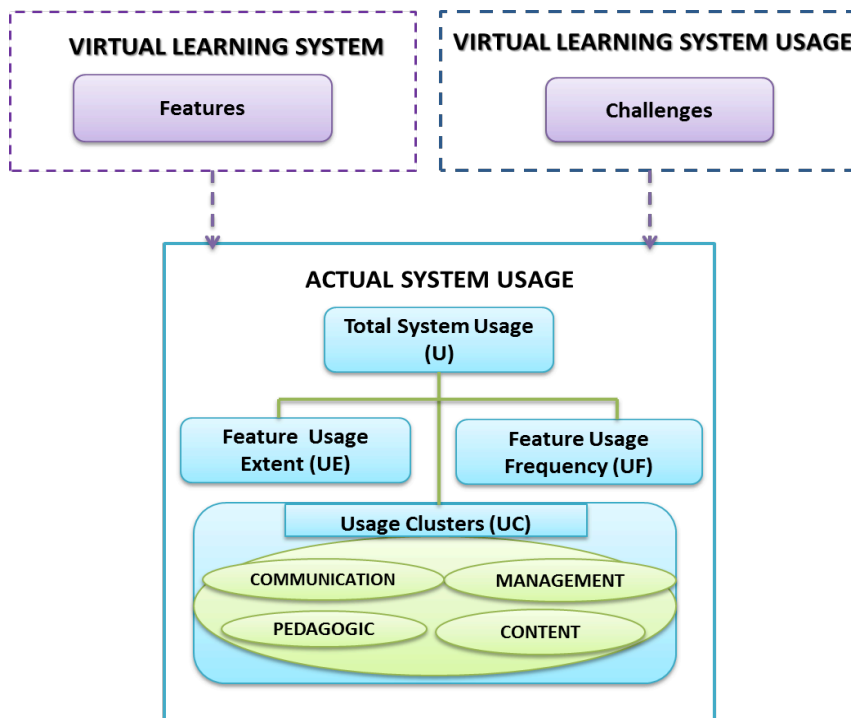 VIRTUAL LEARNING SYSTEM
Features
VIRTUAL LEARNING SYSTEM USAGE
Challenges
ACTUAL SYSTEM USAGE
Total System Usage
(U)
Feature Usage
Extent (UE)
Feature Usage
Frequency (UF)
Usage Clusters (UC)
COMMUNICATION
MANAGEMENT
PEDAGOGIC
CONTENT